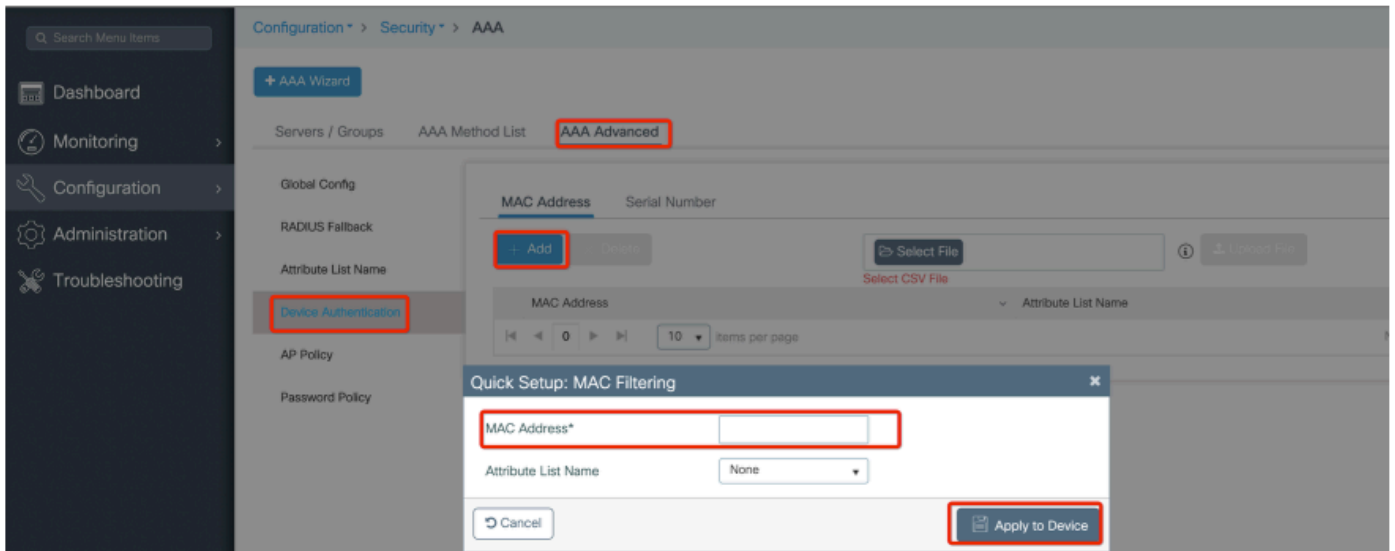 Search Menu Items
Dashboard
Monitoring
Configuration
Administration
Troubleshooting
Configuration > Security > AAA
+ AAA Wizard
Servers / Groups AAA Method List AAA Advanced
Global Config
RADIUS Fallback
Attribute List Name
Device Authentication
AP Policy
Password Policy
MAC Address Serial Number
+ Add Delete Select File Upload File
Select CSV File
MAC Address Attribute List Name
0 10 items per page
Quick Setup: MAC Filtering
MAC Address*
Attribute List Name None
Cancel Apply to Device